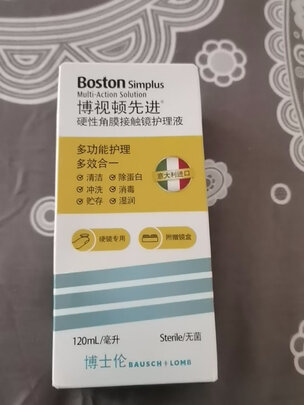 Boston Simplus
Multi-Action Solution
博视顿先进®
硬性角膜接触镜护理液
多功能护理
多效合一
✓清洁 ✓除蛋白
✓冲洗 ✓消毒
✓贮存 ✓湿润
意大利进口
硬镜专用
附赠镜盒
120mL/毫升 Sterile/无菌
博士伦 BAUSCH + LOMB